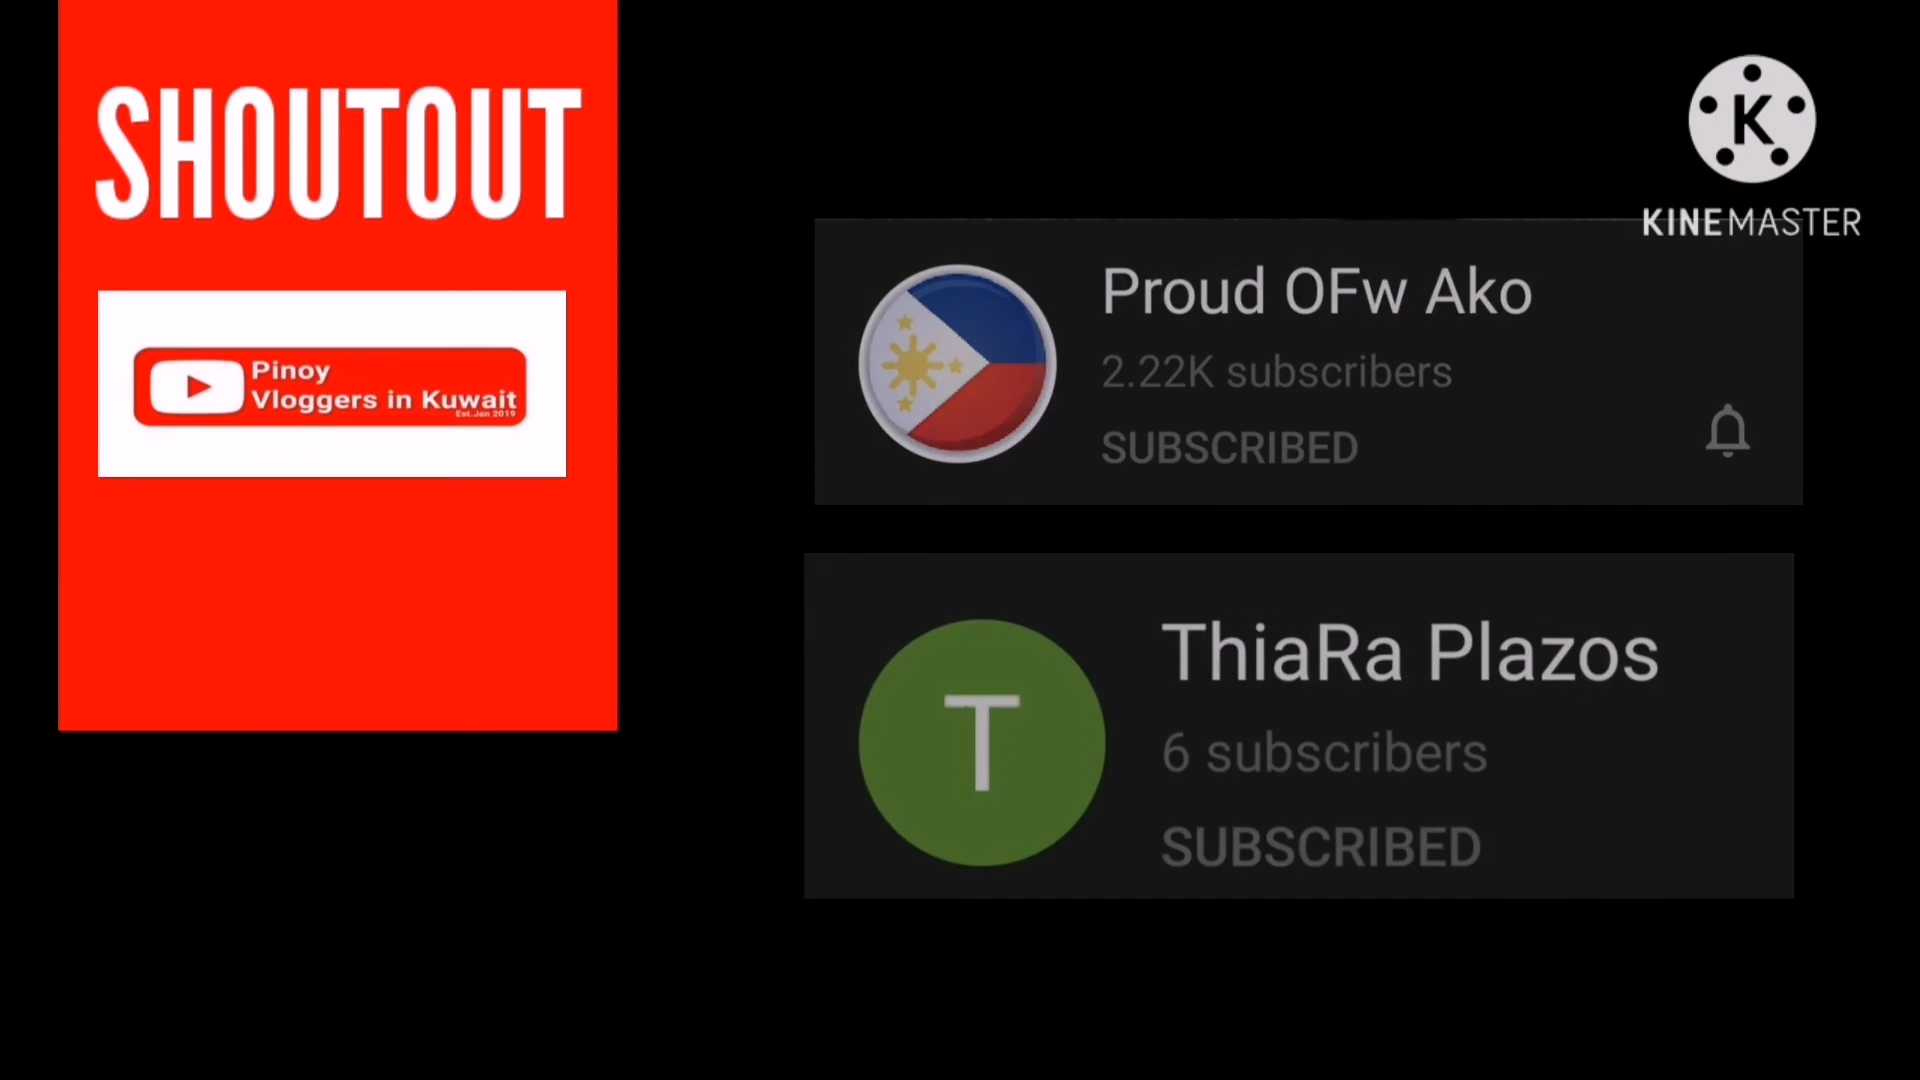 SHOUTOUT
Pinoy
Vloggers in Kuwait
Est.Jan 2019
K
KINEMASTER
Proud OFw Ako
2.22K subscribers
SUBSCRIBED
T
ThiaRa Plazos
6 subscribers
SUBSCRIBED